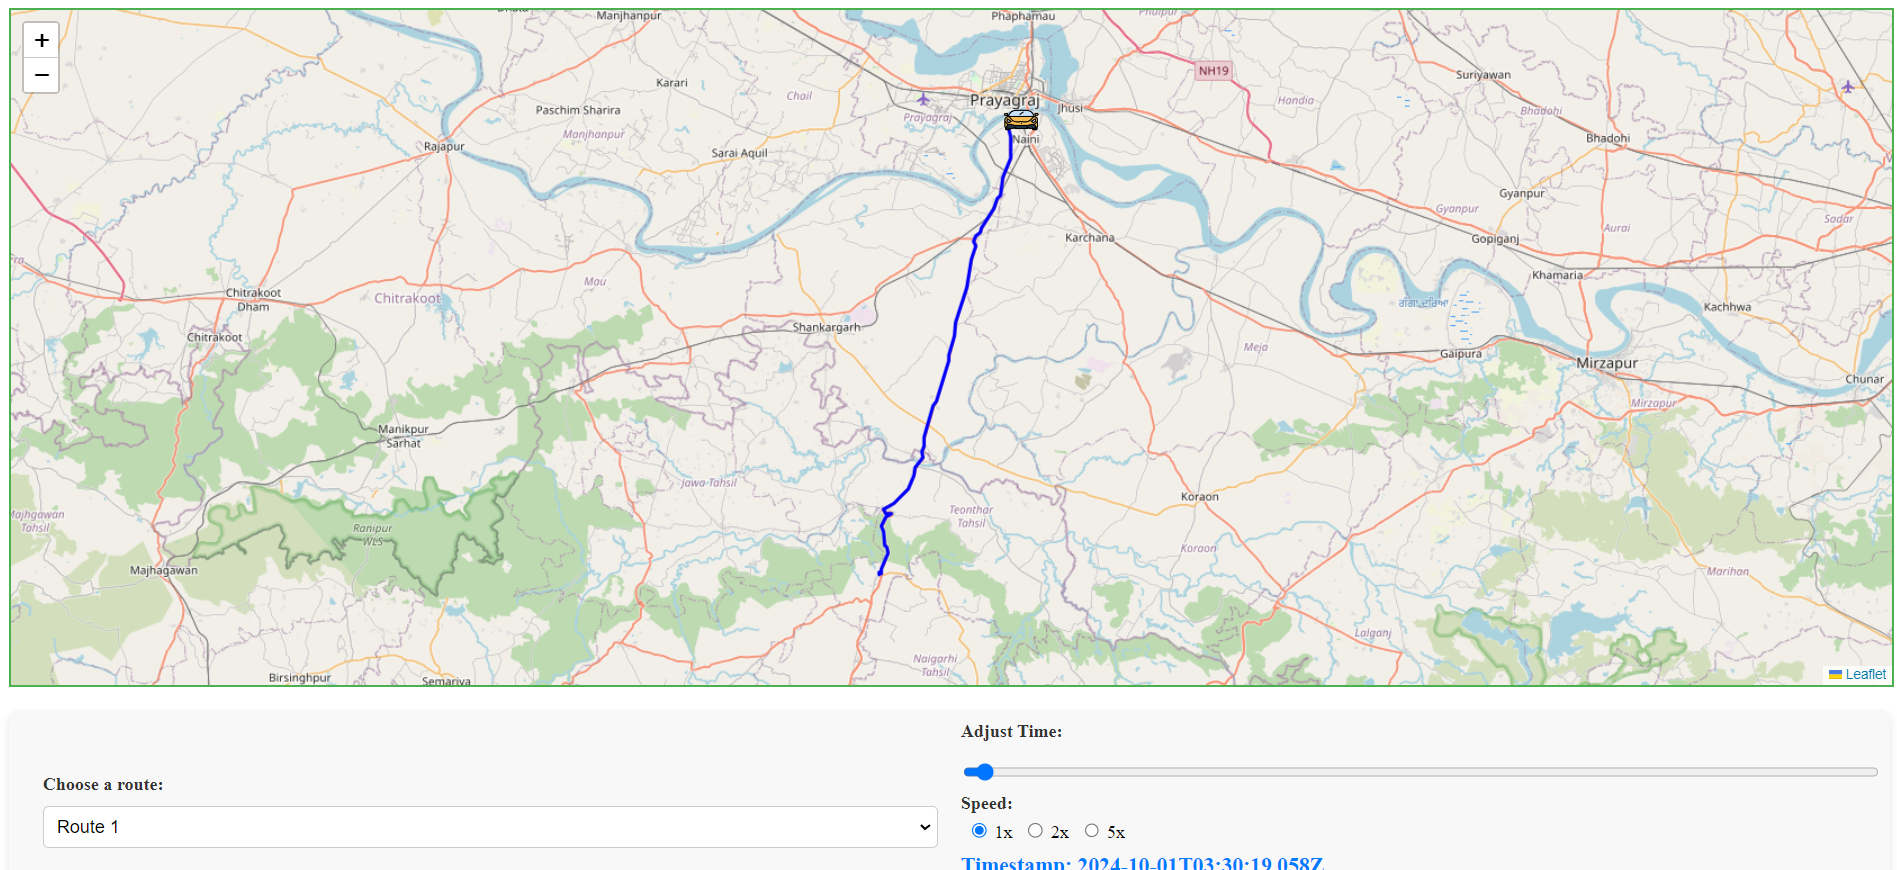 Manjhanpur
Phaphamau
+
−
NH19
Suriyawan
Karari
Chail
Handia
Bhadohi
Paschim Sharira
Prayagraj
Jhusi
Prayagraj
Manjhanpur
Naini
Bhadohi
Rajapur
Sarai Aquil
Gyanpur
Gyanpur
Sadar
Karchana
Gopiganj
Aurai
Mau
Khamaria
Chitrakoot
Dham
Chitrakoot
Kachhwa
Shankargarh
Chitrakoot
Meja
Gaipura
Mirzapur
Chunar
Mirzapur
Manikpur
Sarhat
Jawa Tahsil
Koraon
Teonthar
Tahsil
Majhgawan
Tahsil
Ranipur
WLS
Koraon
Majhagawan
Marihan
Lalganj
Naigarhi
Tahsil
Birsinghpur
Semariya
Leaflet
Adjust Time:
Choose a route:
Route 1
Speed:
1x 2x 5x
Timestamp: 2024-10-01T03:30:19.058Z